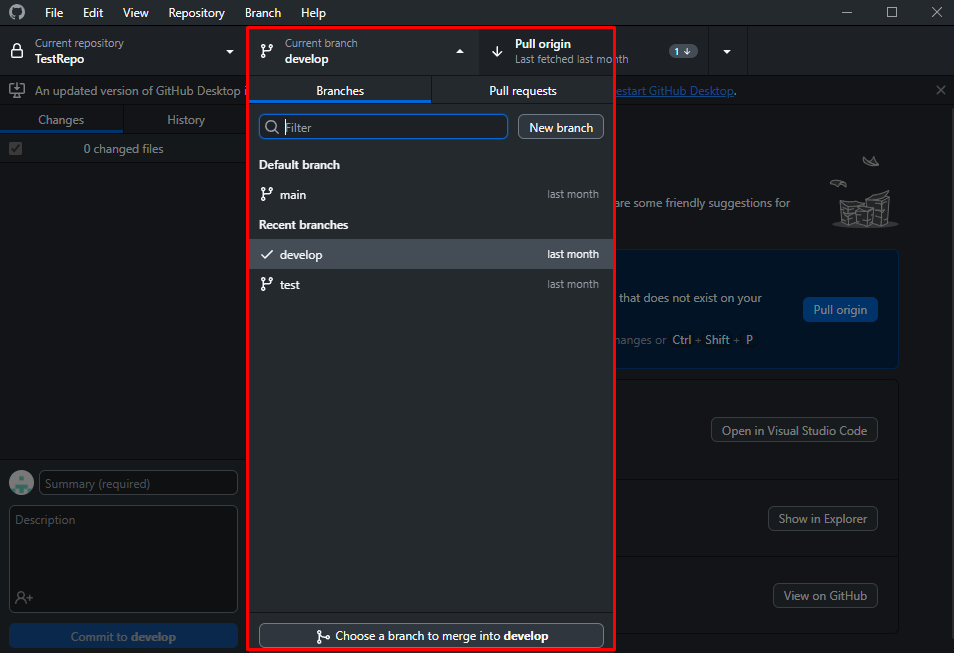 File Edit View Repository Branch Help
Current repository
TestRepo
Current branch
develop
Pull origin
Last fetched last month
1
An updated version of GitHub Desktop
restart GitHub Desktop.
Changes
History
0 changed files
Branches
Pull requests
Filter
New branch
Default branch
main
last month
Recent branches
develop
last month
test
last month
Choose a branch to merge into develop
are some friendly suggestions for
that does not exist on your
Pull origin
hanges or Ctrl + Shift + P
Open in Visual Studio Code
Show in Explorer
View on GitHub
Summary (required)
Description
Commit to develop